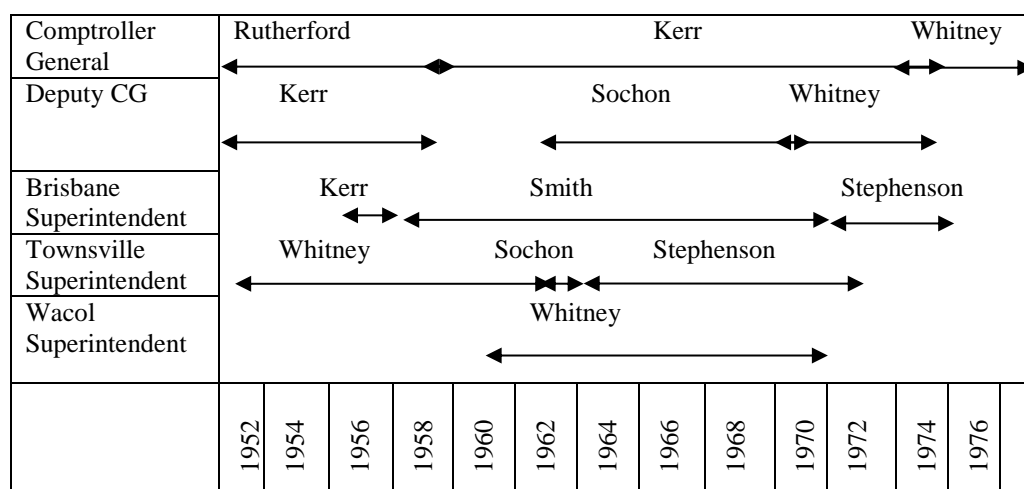 Comptroller Rutherford Kerr Whitney
General
Deputy CG Kerr Sochon Whitney
Brisbane Kerr Smith Stephenson
Superintendent
Townsville Whitney Sochon Stephenson
Superintendent
Wacol Whitney
Superintendent
1952 1954 1956 1958 1960 1962 1964 1966 1968 1970 1972 1974 1976